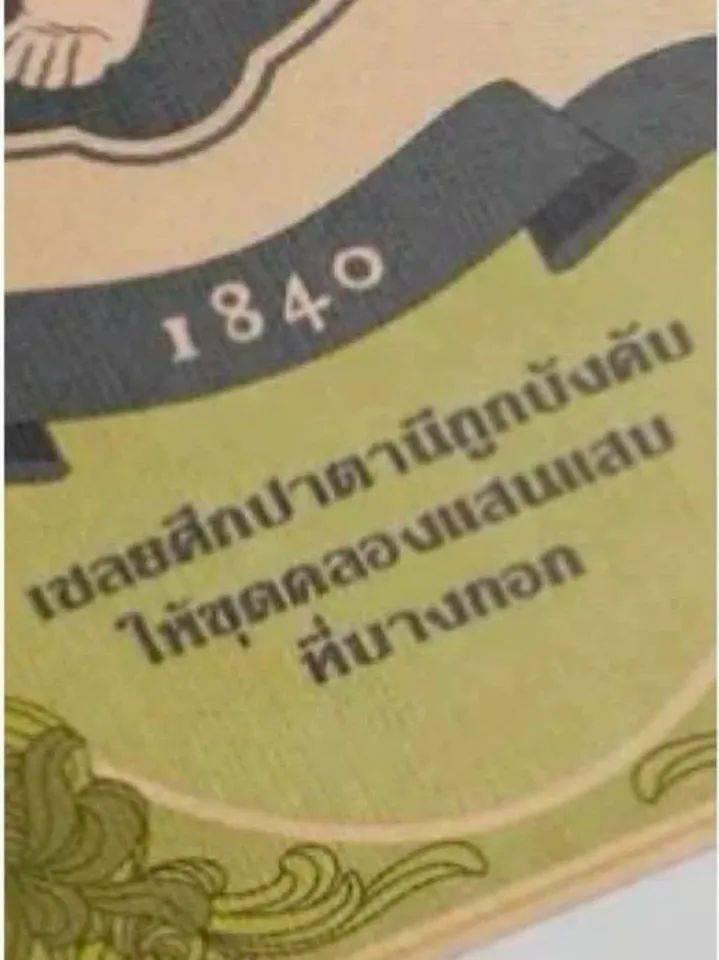 1840
เชลยศึกปาตานีถูกบังคับ
ให้ขุดคลองแสนแสบ
ที่บางกอก